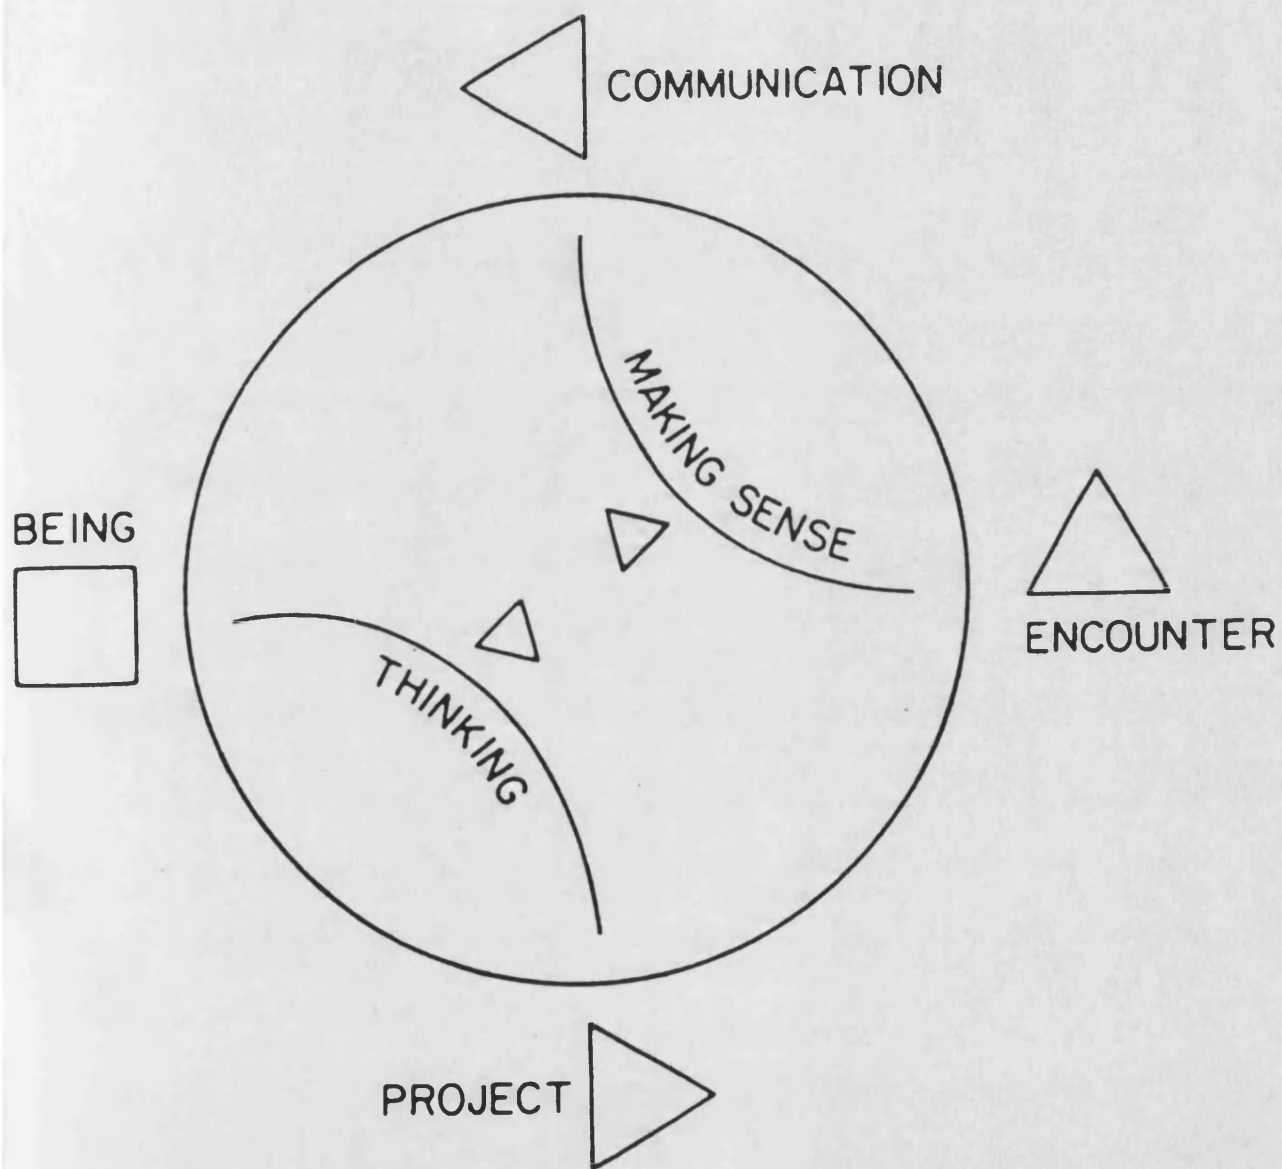 COMMUNICATION
MAKING SENSE
BEING
ENCOUNTER
THINKING
PROJECT